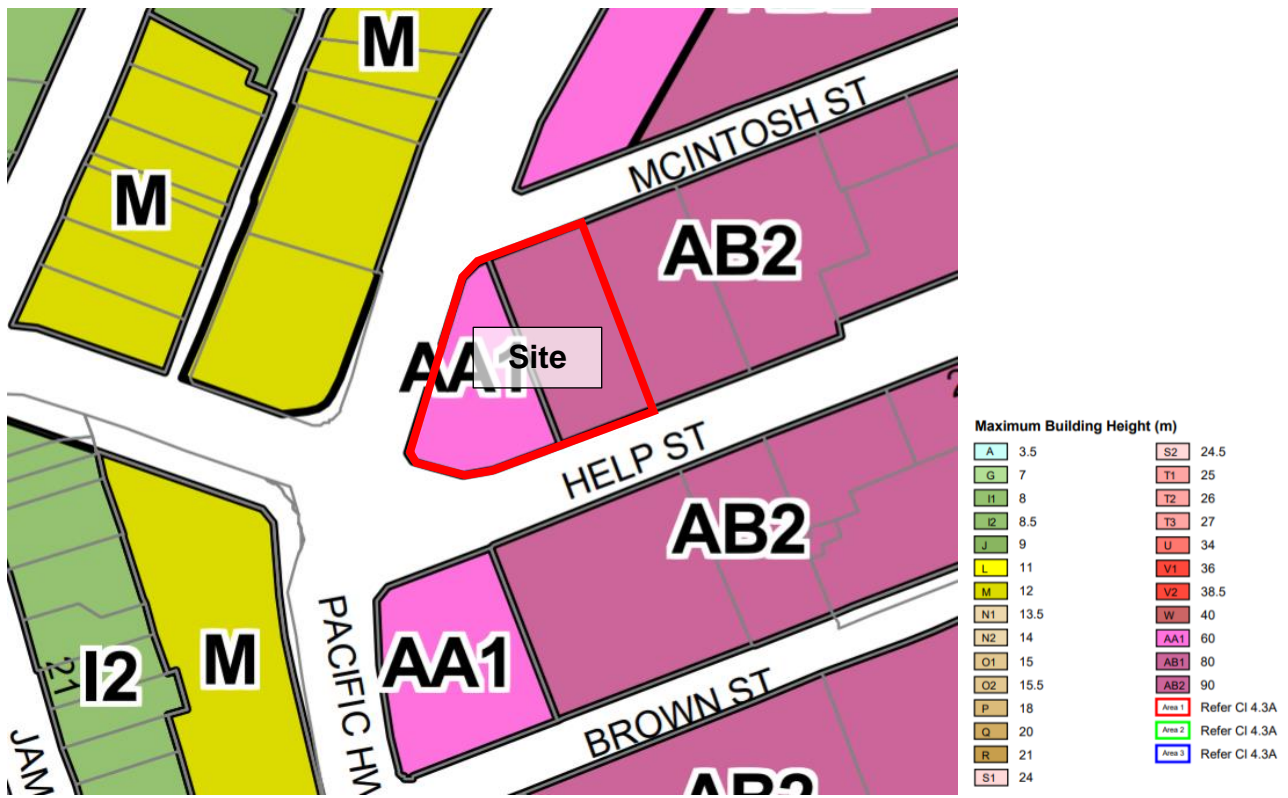 M
AB2
M
MCINTOSH ST
AB2
AA1
Site
HELP ST
AB2
PACIFIC HW
AA1
21
I2
M
BROWN ST
JAM
AB2
Maximum Building Height (m)
A 3.5
G 7
I1 8
I2 8.5
J 9
L 11
M 12
N1 13.5
N2 14
O1 15
O2 15.5
P 18
Q 20
R 21
S1 24
S2 24.5
T1 25
T2 26
T3 27
U 34
V1 36
V2 38.5
W 40
AA1 60
AB1 80
AB2 90
Area 1 Refer Cl 4.3A
Area 2 Refer Cl 4.3A
Area 3 Refer Cl 4.3A